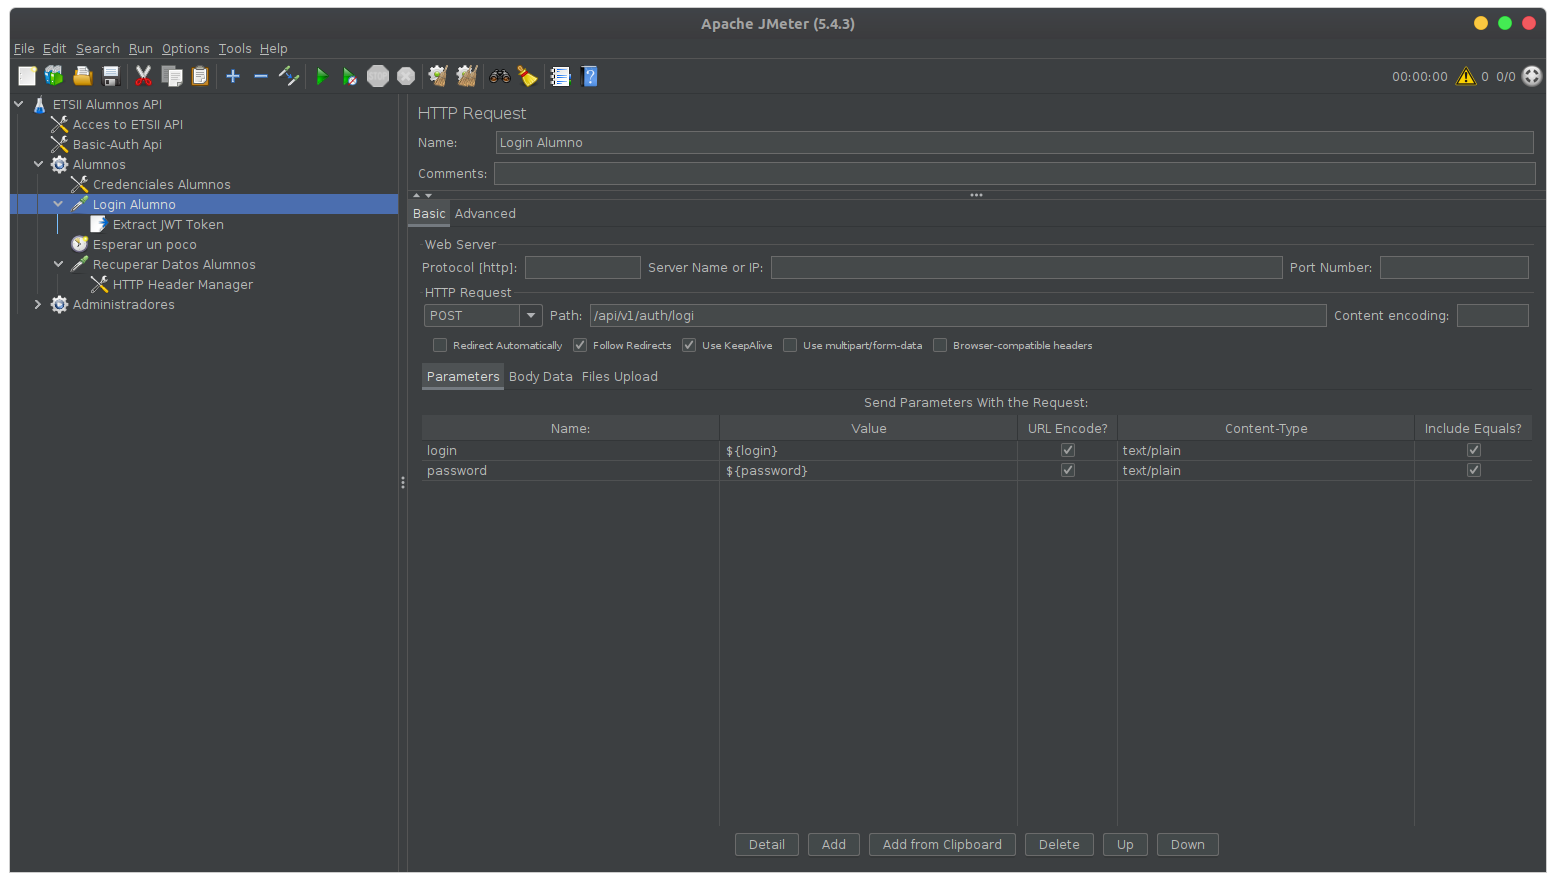 Apache JMeter (5.4.3)
File Edit Search Run Options Tools Help
STOP
?
00:00:00 0 0/0
ETSII Alumnos API
Acces to ETSII API
Basic-Auth Api
Alumnos
Credenciales Alumnos
Login Alumno
Extract JWT Token
Esperar un poco
Recuperar Datos Alumnos
HTTP Header Manager
Administradores
HTTP Request
Name: Login Alumno
Comments:
Basic Advanced
Web Server
Protocol [http]: Server Name or IP: Port Number:
HTTP Request
POST Path: /api/v1/auth/logi Content encoding:
Redirect Automatically Follow Redirects Use KeepAlive Use multipart/form-data Browser-compatible headers
Parameters Body Data Files Upload
Send Parameters With the Request:
Name: Value URL Encode? Content-Type Include Equals?
login ${login} text/plain
password ${password} text/plain
Detail Add Add from Clipboard Delete Up Down